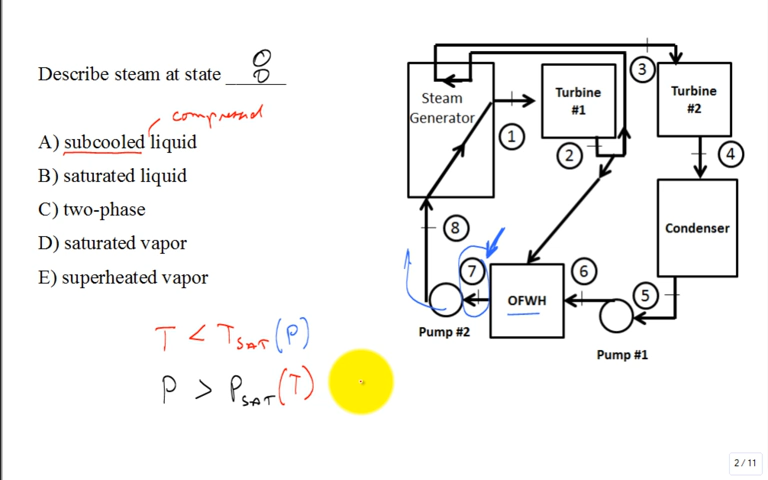 Describe steam at state 8
compressed
A) subcooled liquid
B) saturated liquid
C) two-phase
D) saturated vapor
E) superheated vapor
T < TSAT (P)
P > PSAT (T)
Steam
Generator
Turbine
#1
Turbine
#2
Condenser
OFWH
Pump #2
Pump #1
1
2
3
4
5
6
7
8
2 / 11